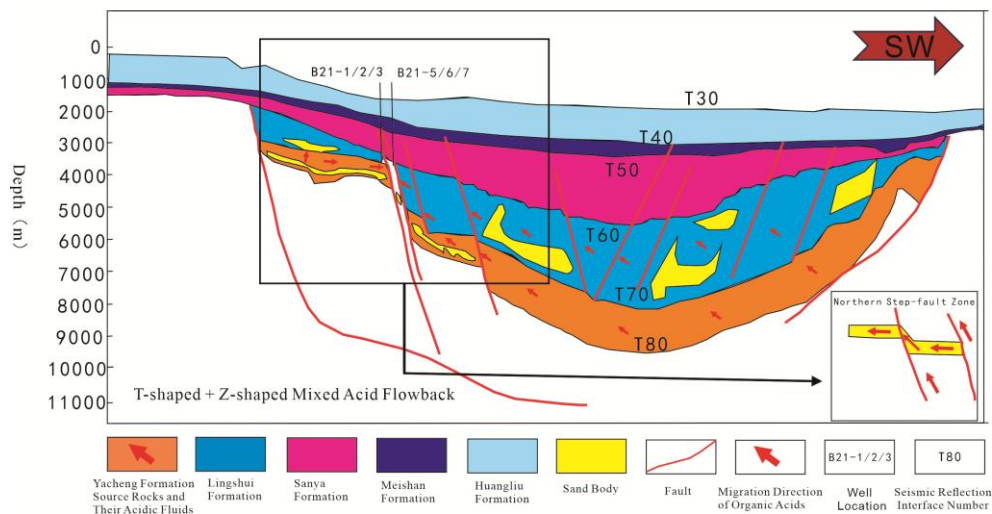 SW
0
1000
2000
3000
4000
5000
6000
7000
8000
9000
10000
11000
Depth (m)
B21-1/2/3 B21-5/6/7
T30
T40
T50
T60
T70
T80
Northern Step-fault Zone
T-shaped + Z-shaped Mixed Acid Flowback
B21-1/2/3
T80
Yacheng Formation
Source Rocks and
Their Acidic Fluids
Lingshui
Formation
Sanya
Formation
Meishan
Formation
Huangliu
Formation
Sand Body
Fault
Migration Direction
of Organic Acids
Well
Location
Seismic Reflection
Interface Number